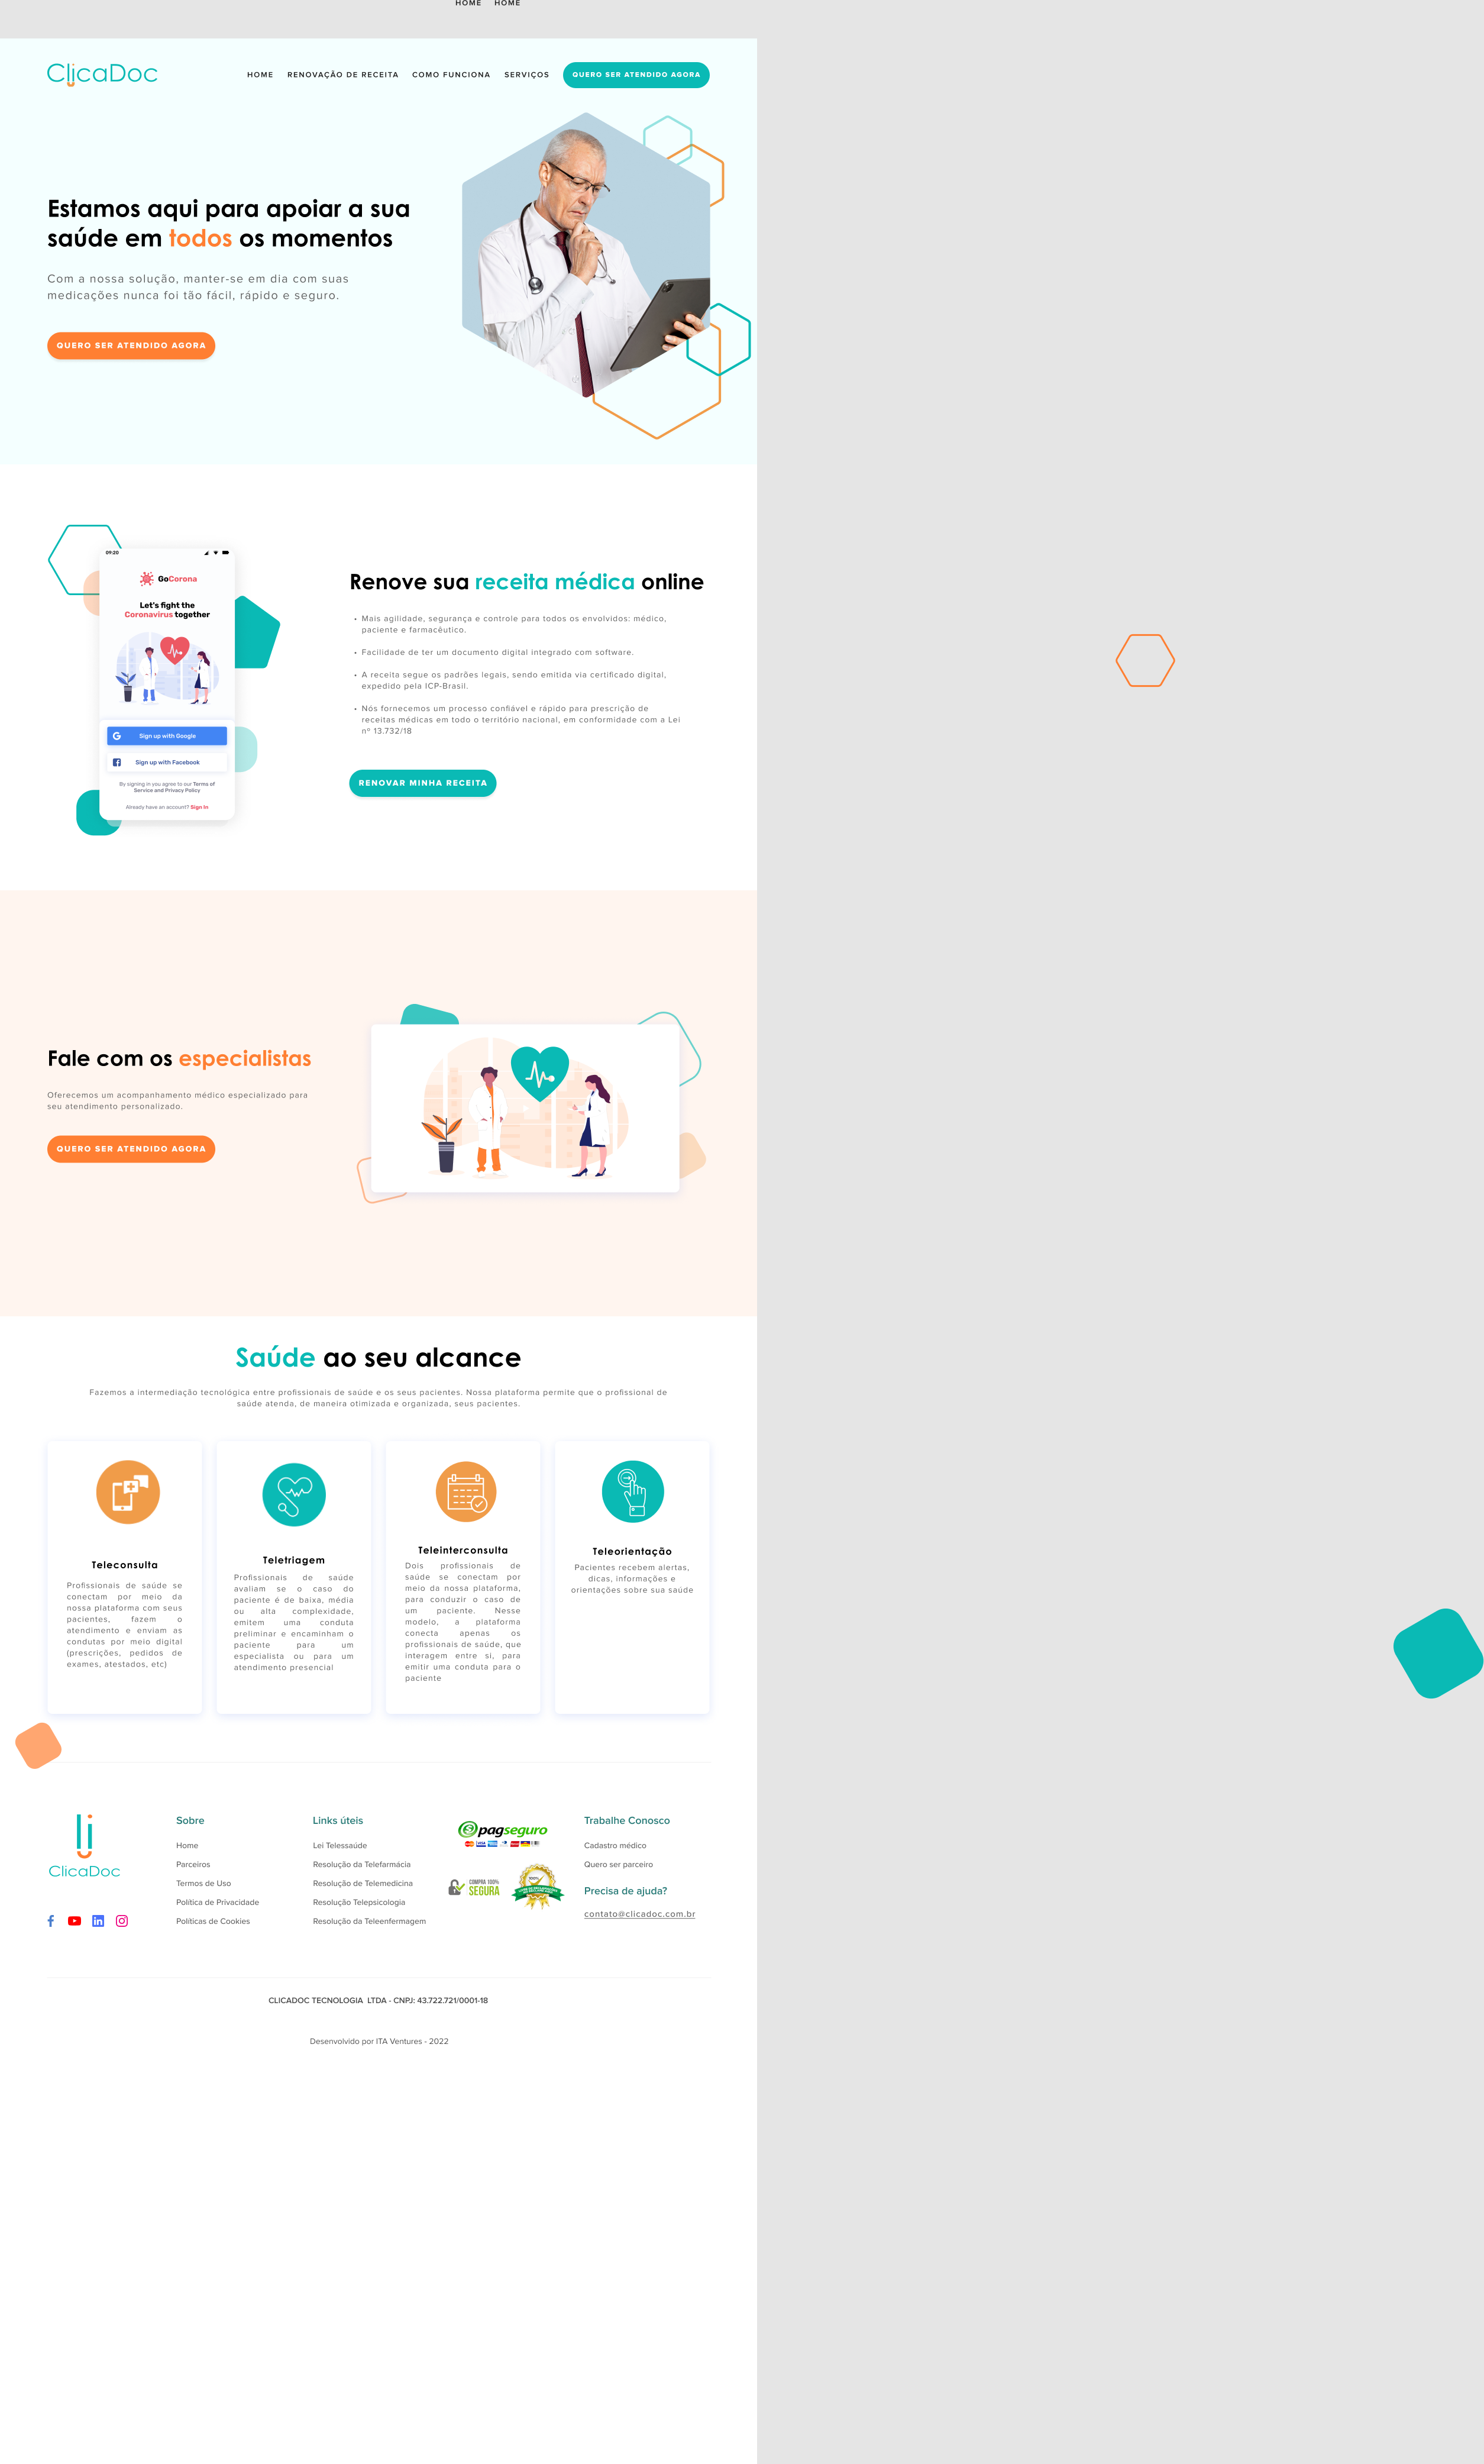 HOME HOME
ClicaDoc
HOME RENOVAÇÃO DE RECEITA COMO FUNCIONA SERVIÇOS QUERO SER ATENDIDO AGORA
Estamos aqui para apoiar a sua
saúde em todos os momentos
Com a nossa solução, manter-se em dia com suas
medicações nunca foi tão fácil, rápido e seguro.
QUERO SER ATENDIDO AGORA
09:20
GoCorona
Let's fight the
Coronavirus together
Sign up with Google
Sign up with Facebook
By signing in you agree to our Terms of
Service and Privacy Policy
Already have an account? Sign In
Renove sua receita médica online
• Mais agilidade, segurança e controle para todos os envolvidos: médico,
paciente e farmacêutico.
• Facilidade de ter um documento digital integrado com software.
• A receita segue os padrões legais, sendo emitida via certificado digital,
expedido pela ICP-Brasil.
• Nós fornecemos um processo confiável e rápido para prescrição de
receitas médicas em todo o território nacional, em conformidade com a Lei
nº 13.732/18
RENOVAR MINHA RECEITA
Fale com os especialistas
Oferecemos um acompanhamento médico especializado para
seu atendimento personalizado.
QUERO SER ATENDIDO AGORA
Saúde ao seu alcance
Fazemos a intermediação tecnológica entre profissionais de saúde e os seus pacientes. Nossa plataforma permite que o profissional de
saúde atenda, de maneira otimizada e organizada, seus pacientes.
Teleconsulta
Profissionais de saúde se
conectam por meio da
nossa plataforma com seus
pacientes, fazem o
atendimento e enviam as
condutas por meio digital
(prescrições, pedidos de
exames, atestados, etc)
Teletriagem
Profissionais de saúde
avaliam se o caso do
paciente é de baixa, média
ou alta complexidade,
emitem uma conduta
preliminar e encaminham o
paciente para um
especialista ou para um
atendimento presencial
Teleinterconsulta
Dois profissionais de
saúde se conectam por
meio da nossa plataforma,
para conduzir o caso de
um paciente. Nesse
modelo, a plataforma
conecta apenas os
profissionais de saúde, que
interagem entre si, para
emitir uma conduta para o
paciente
Teleorientação
Pacientes recebem alertas,
dicas, informações e
orientações sobre sua saúde
ClicaDoc
Sobre
Home
Parceiros
Termos de Uso
Política de Privacidade
Políticas de Cookies
Links úteis
Lei Telessaúde
Resolução da Telefarmácia
Resolução de Telemedicina
Resolução Telepsicologia
Resolução da Teleenfermagem
pagseguro
COMPRA 100%
SEGURA
100%
Trabalhe Conosco
Cadastro médico
Quero ser parceiro
Precisa de ajuda?
contato@clicadoc.com.br
CLICADOC TECNOLOGIA LTDA - CNPJ: 43.722.721/0001-18
Desenvolvido por ITA Ventures - 2022